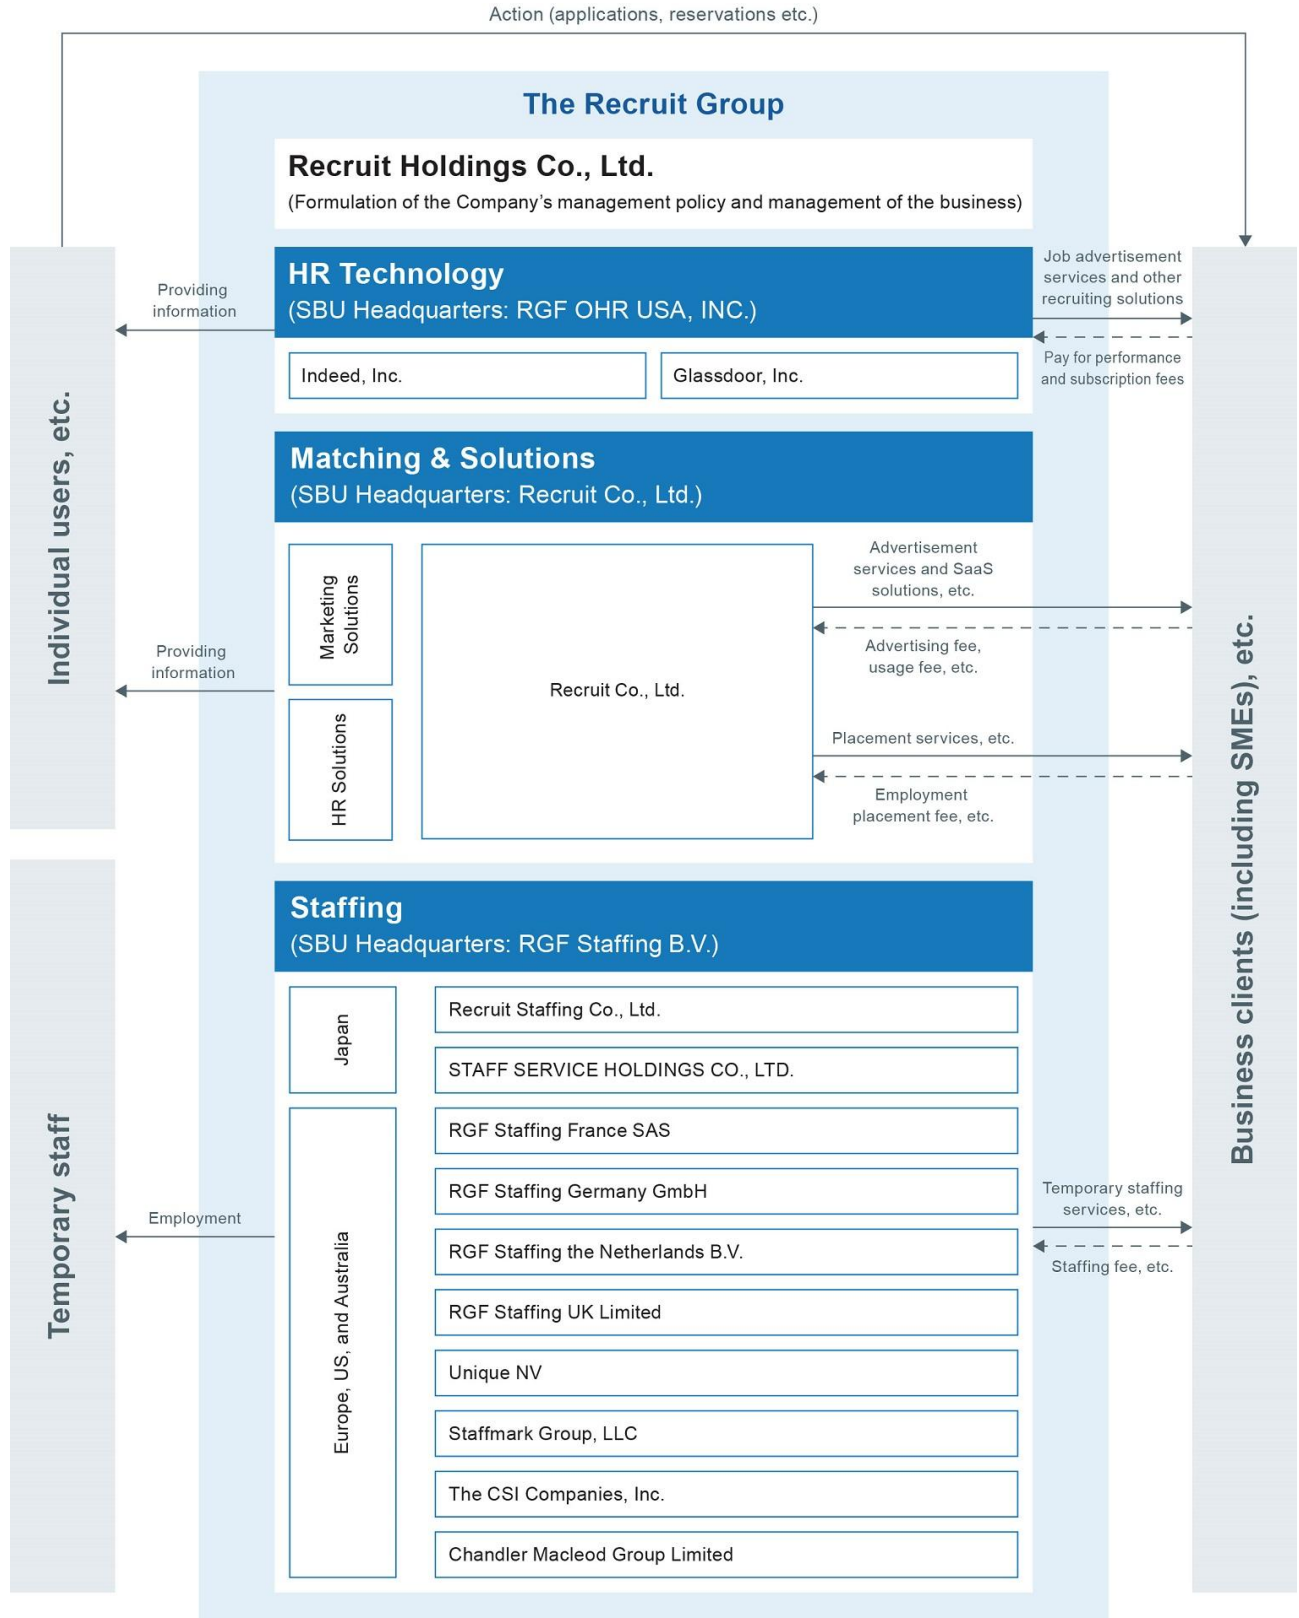 Action (applications, reservations etc.)
The Recruit Group
Recruit Holdings Co., Ltd.
(Formulation of the Company’s management policy and management of the business)
HR Technology
(SBU Headquarters: RGF OHR USA, INC.)
Providing
information
Job advertisement
services and other
recruiting solutions
Pay for performance
and subscription fees
Indeed, Inc.
Glassdoor, Inc.
Individual users, etc.
Matching & Solutions
(SBU Headquarters: Recruit Co., Ltd.)
Marketing
Solutions
HR Solutions
Recruit Co., Ltd.
Providing
information
Advertisement
services and SaaS
solutions, etc.
Advertising fee,
usage fee, etc.
Placement services, etc.
Employment
placement fee, etc.
Business clients (including SMEs), etc.
Staffing
(SBU Headquarters: RGF Staffing B.V.)
Japan
Recruit Staffing Co., Ltd.
STAFF SERVICE HOLDINGS CO., LTD.
Europe, US, and Australia
RGF Staffing France SAS
RGF Staffing Germany GmbH
RGF Staffing the Netherlands B.V.
RGF Staffing UK Limited
Unique NV
Staffmark Group, LLC
The CSI Companies, Inc.
Chandler Macleod Group Limited
Temporary staff
Employment
Temporary staffing
services, etc.
Staffing fee, etc.